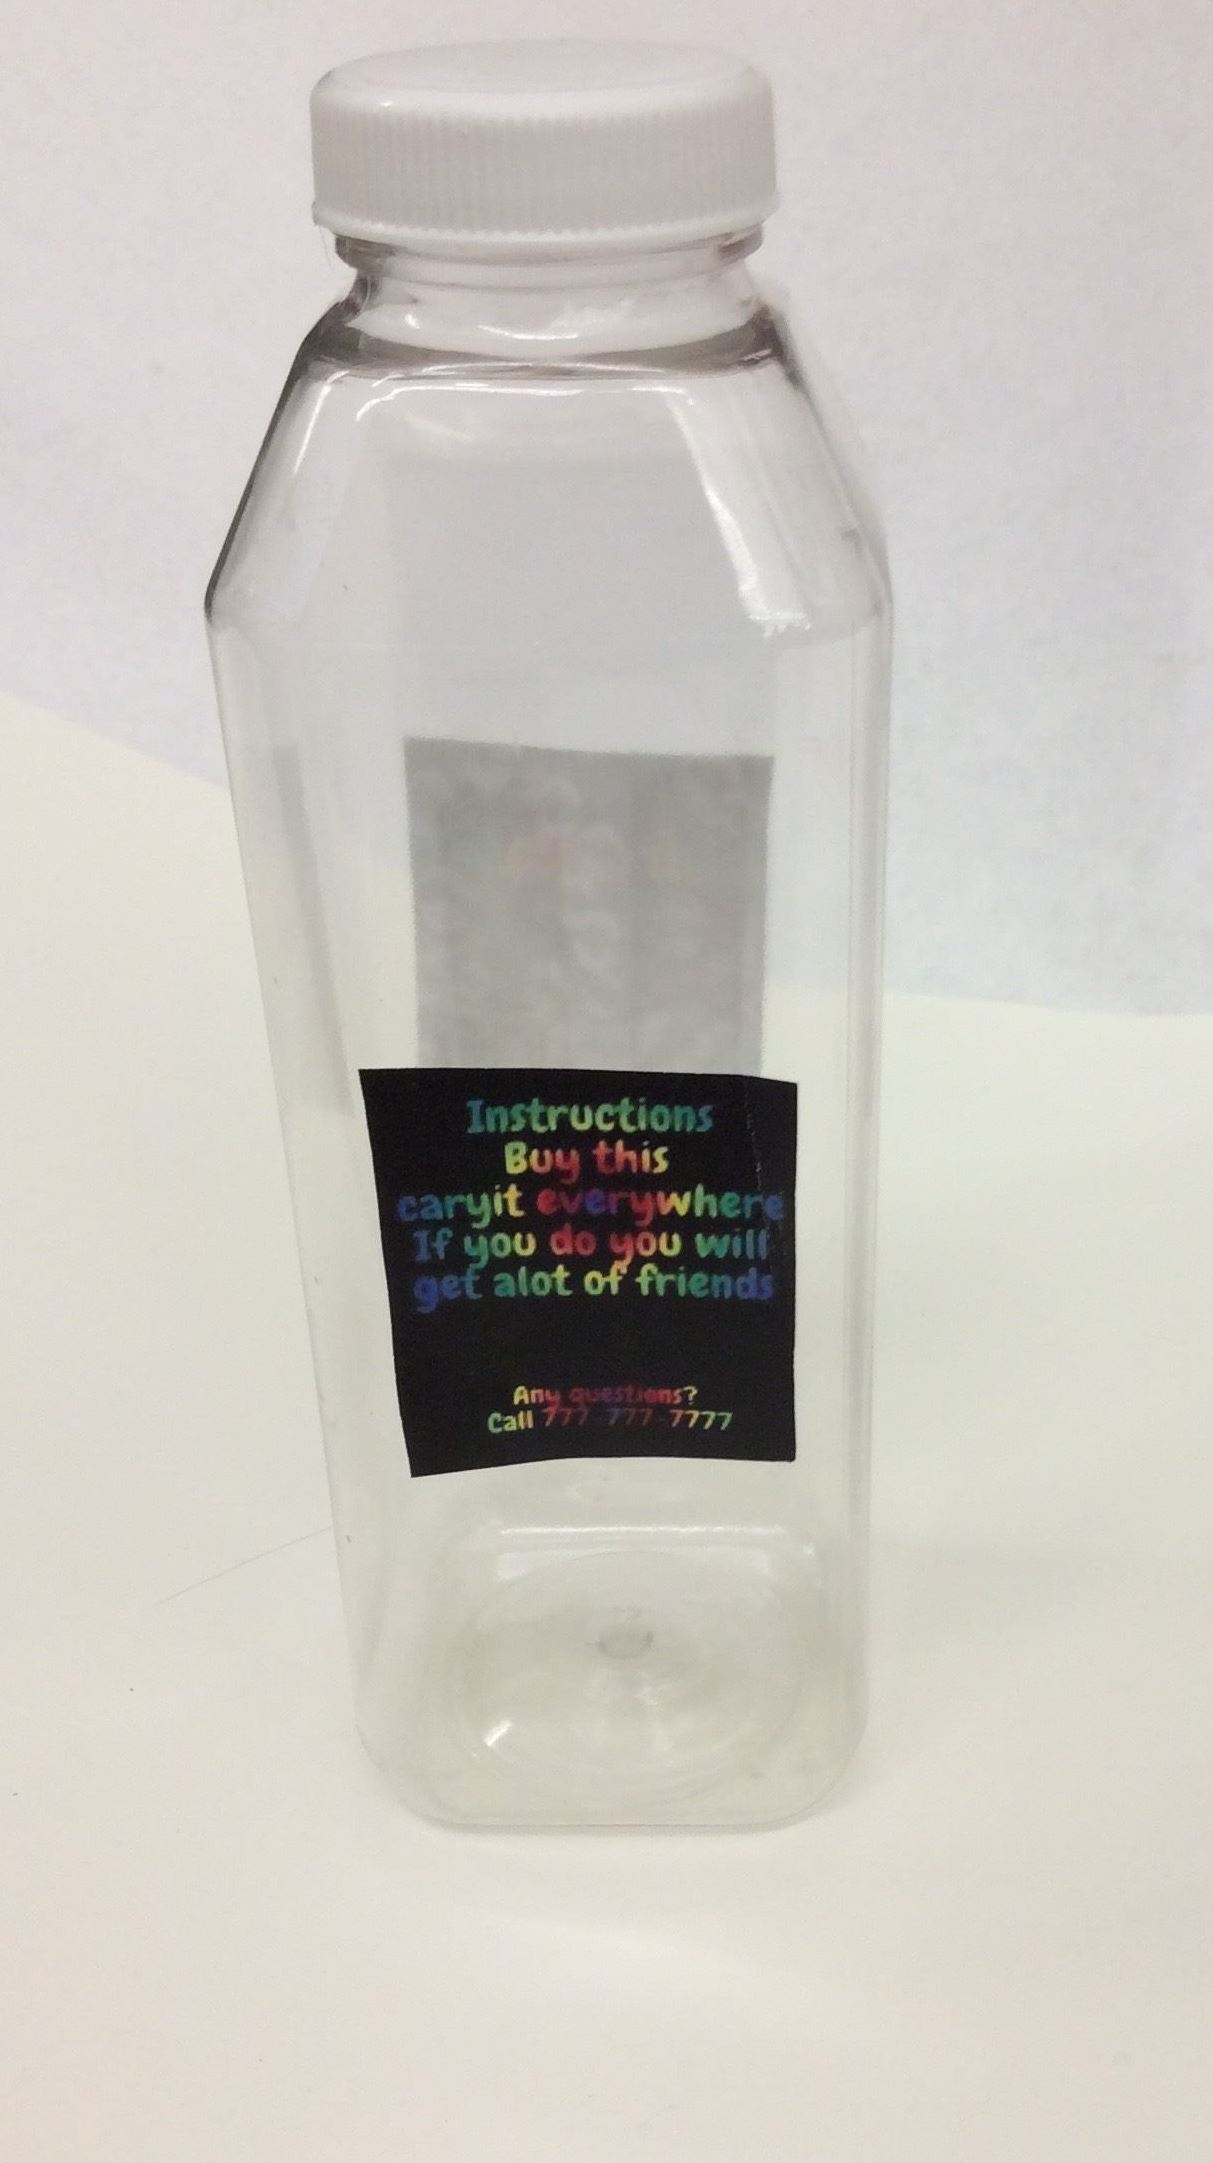 Instructions
Buy this
caryit everywhere
If you do you will
get alot of friends
Any questions?
Call 777-777-7777